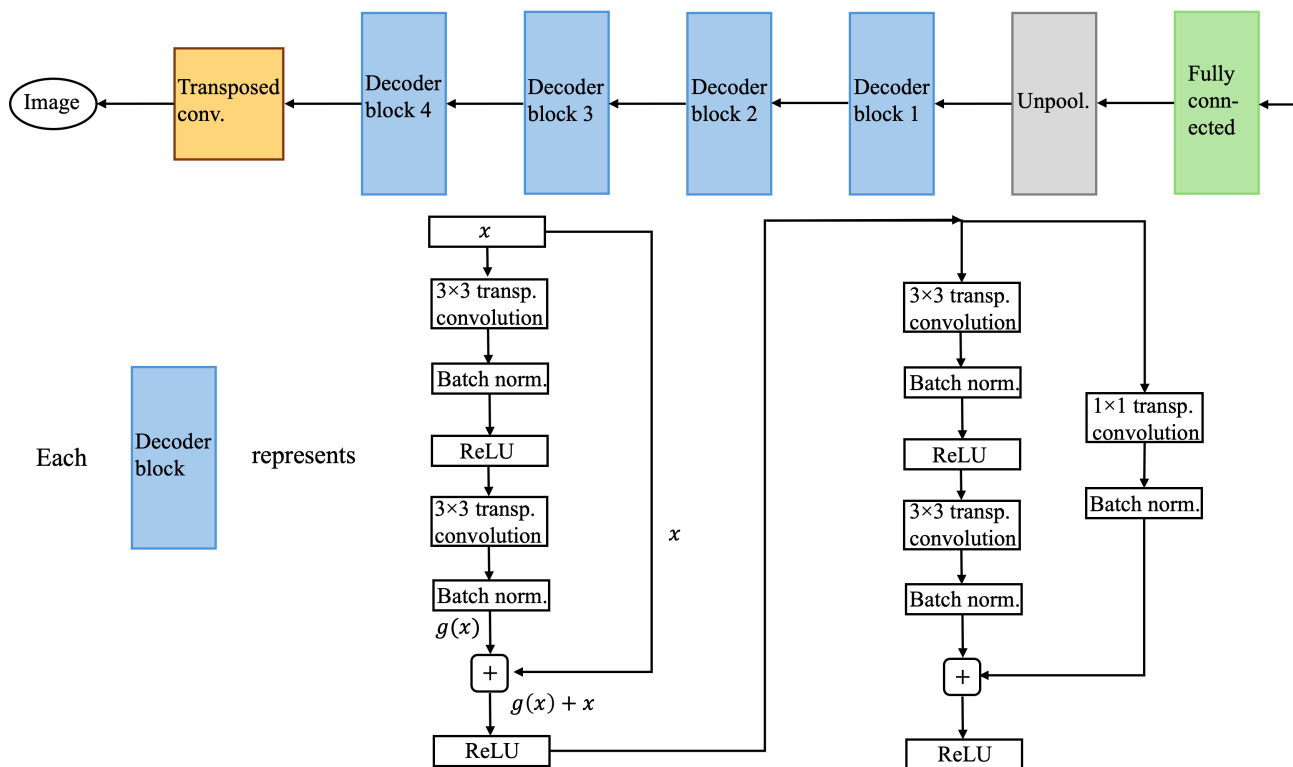 Image
Transposed
conv.
Decoder
block 4
Decoder
block 3
Decoder
block 2
Decoder
block 1
Unpool.
Fully
conn-
ected
Each
Decoder
block
represents
x
3×3 transp.
convolution
Batch norm.
ReLU
3×3 transp.
convolution
Batch norm.
g(x)
+
g(x) + x
ReLU
x
3×3 transp.
convolution
Batch norm.
ReLU
3×3 transp.
convolution
Batch norm.
+
ReLU
1×1 transp.
convolution
Batch norm.